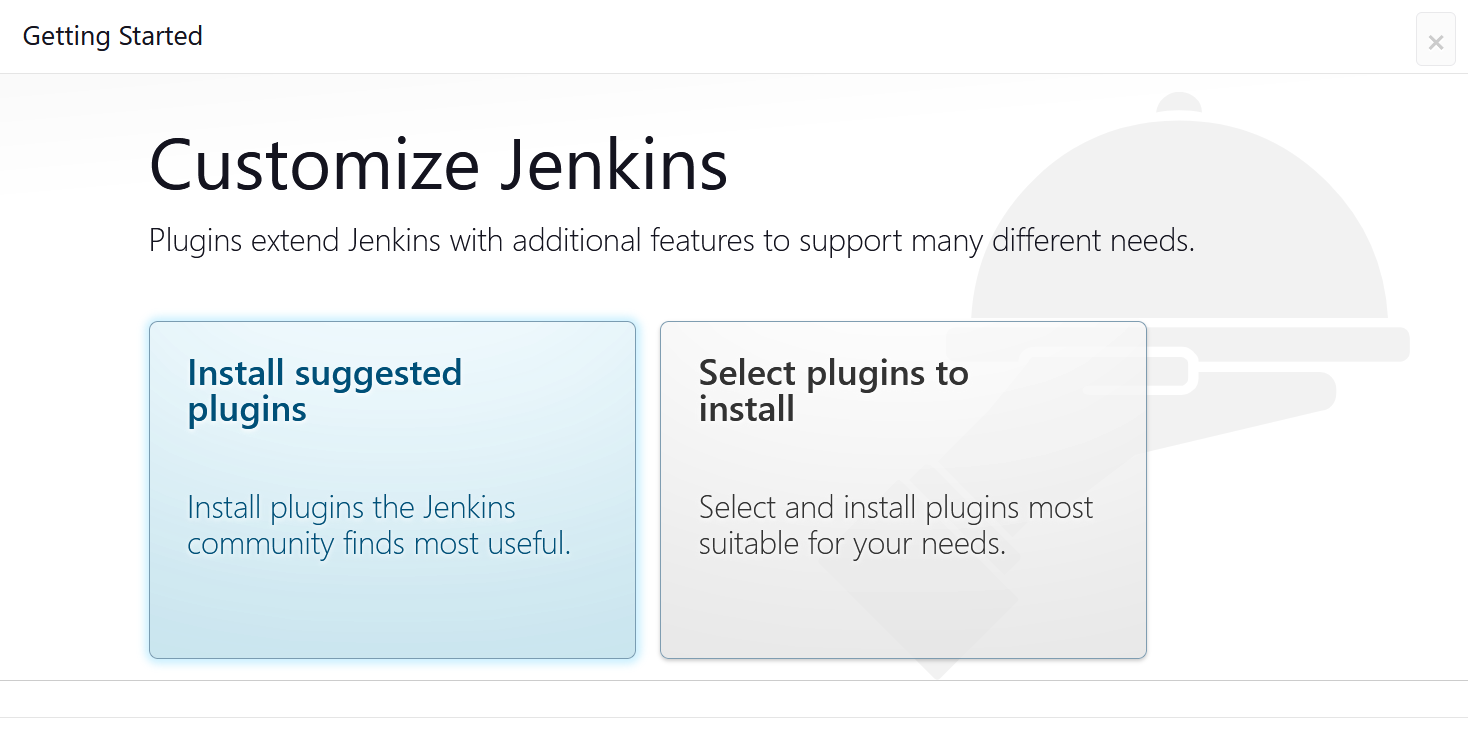 Getting Started
×
Customize Jenkins
Plugins extend Jenkins with additional features to support many different needs.
Install suggested
plugins
Install plugins the Jenkins
community finds most useful.
Select plugins to
install
Select and install plugins most
suitable for your needs.